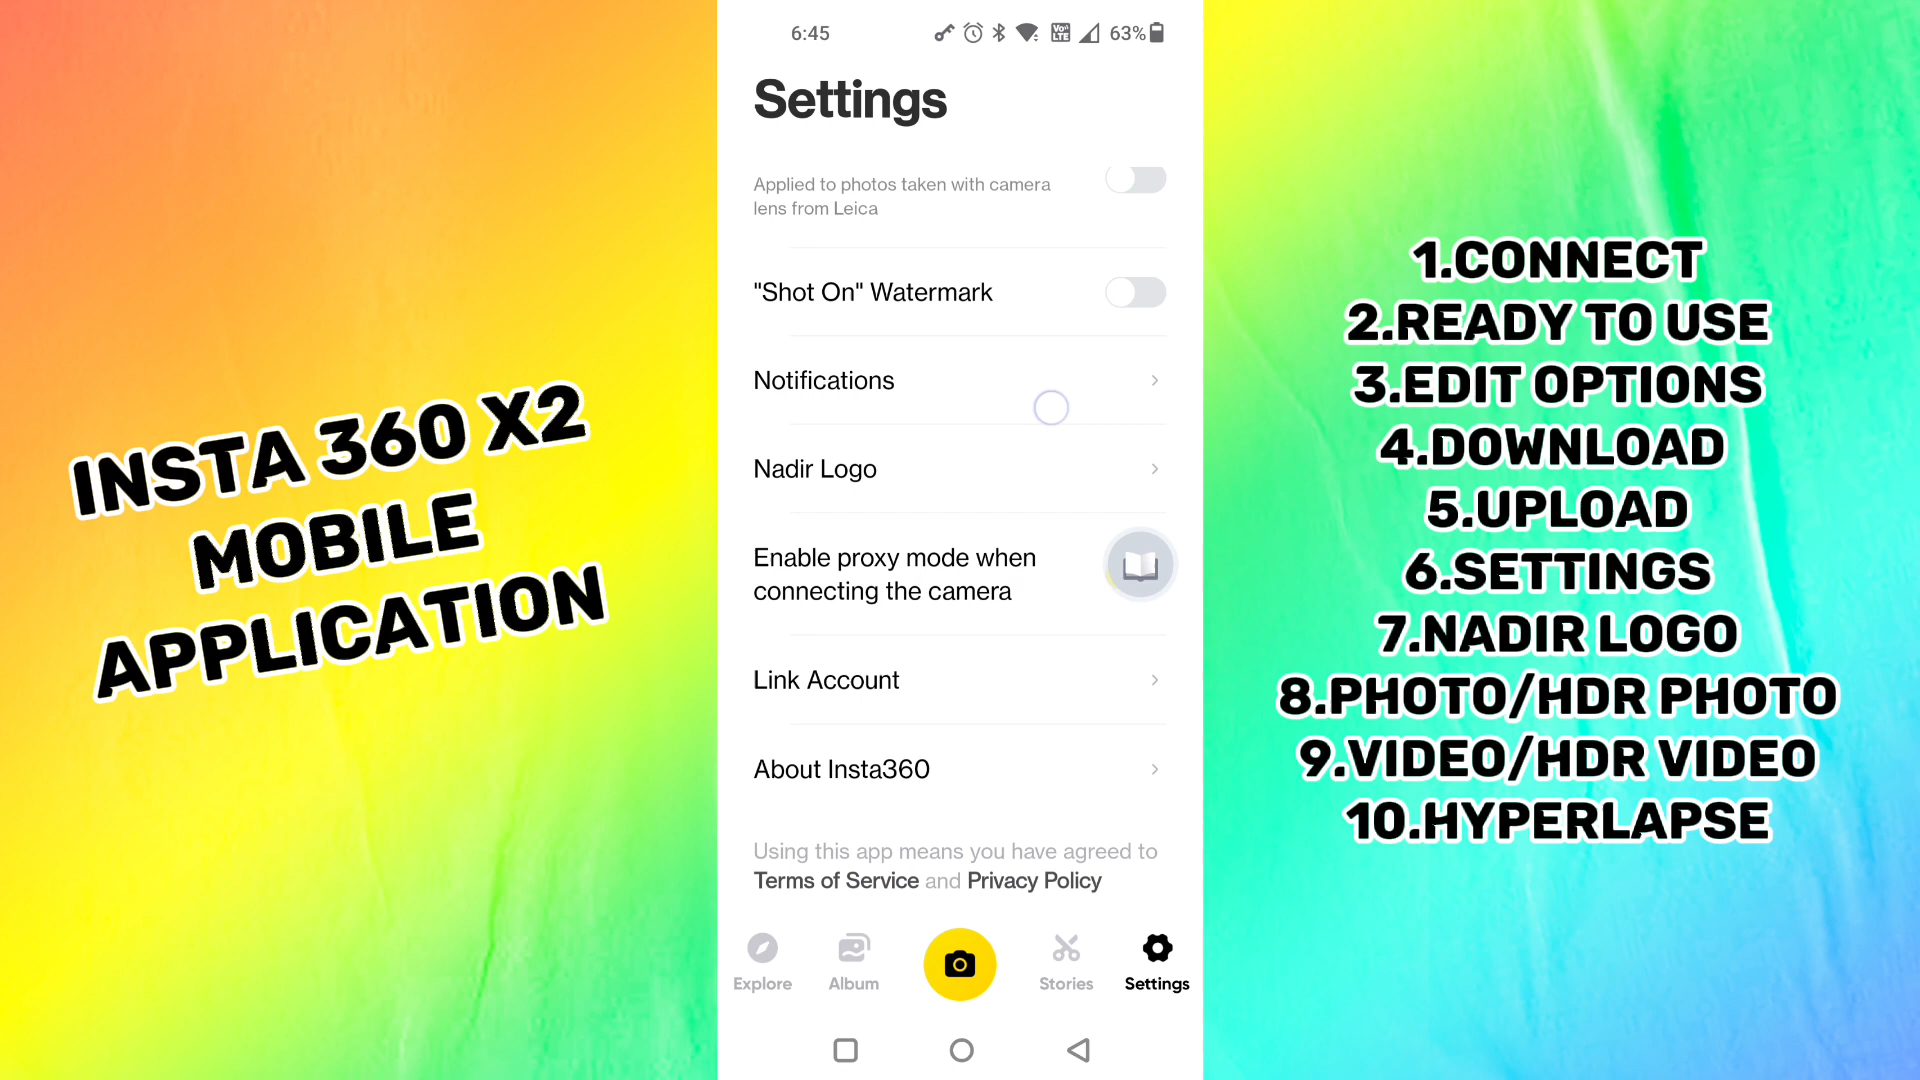 INSTA 360 X2
MOBILE
APPLICATION
6:45
Vo))
LTE
63%
Settings
Applied to photos taken with camera
lens from Leica
"Shot On" Watermark
Notifications
Nadir Logo
Enable proxy mode when
connecting the camera
Link Account
About Insta360
Using this app means you have agreed to
Terms of Service and Privacy Policy
Explore
Album
Stories
Settings
1.CONNECT
2.READY TO USE
3.EDIT OPTIONS
4.DOWNLOAD
5.UPLOAD
6.SETTINGS
7.NADIR LOGO
8.PHOTO/HDR PHOTO
9.VIDEO/HDR VIDEO
10.HYPERLAPSE